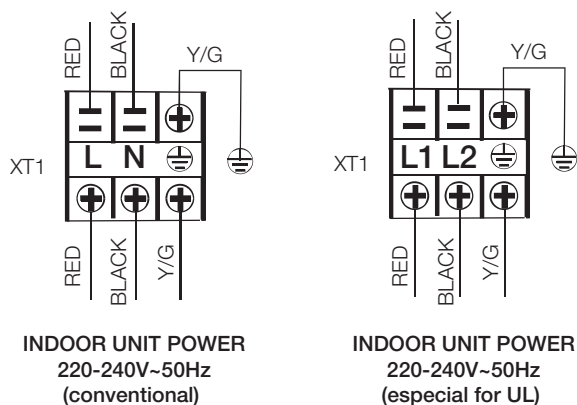 RED
BLACK
Y/G
XT1
L N
RED
BLACK
Y/G
INDOOR UNIT POWER
220-240V~50Hz
(conventional)
RED
BLACK
Y/G
XT1
L1 L2
RED
BLACK
Y/G
INDOOR UNIT POWER
220-240V~50Hz
(especial for UL)